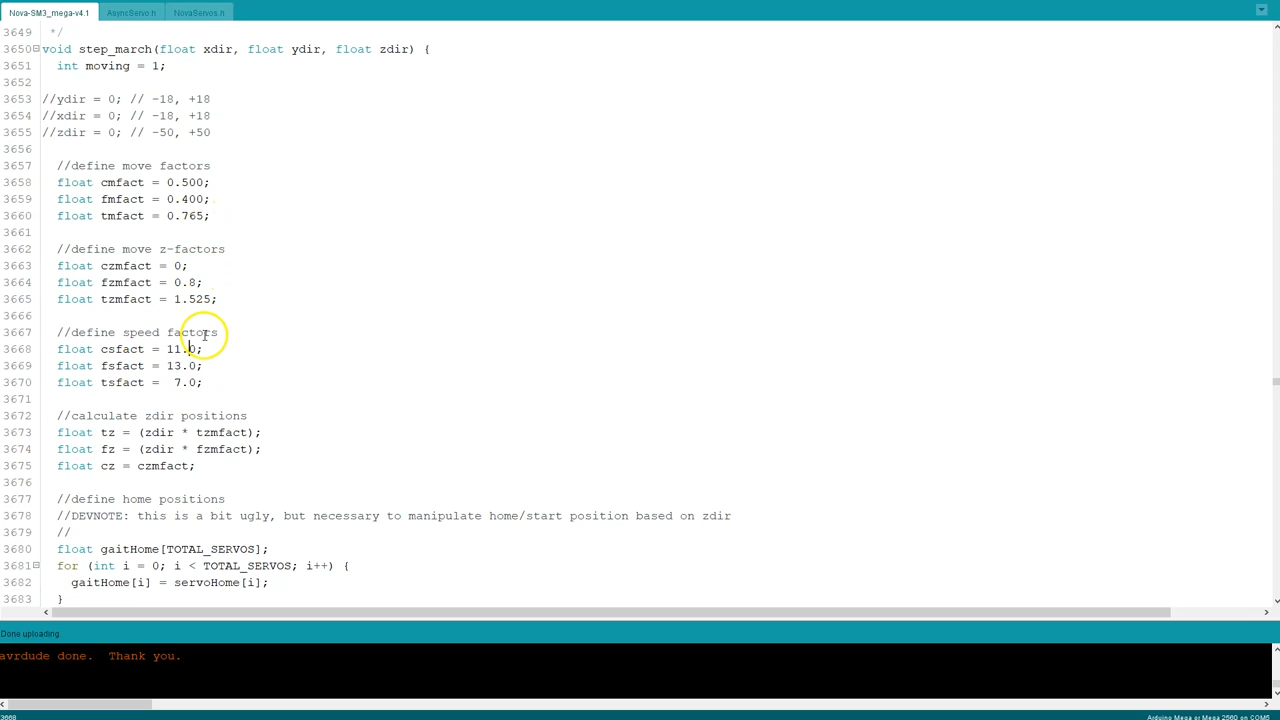 Nova-SM3_mega-v4.1 AsyncServo.h NovaServos.h
3649 */
3650 void step_march(float xdir, float ydir, float zdir) {
3651 int moving = 1;
3652
3653 //ydir = 0; // -18, +18
3654 //xdir = 0; // -18, +18
3655 //zdir = 0; // -50, +50
3656
3657 //define move factors
3658 float cmfact = 0.500;
3659 float fmfact = 0.400;
3660 float tmfact = 0.765;
3661
3662 //define move z-factors
3663 float czmfact = 0;
3664 float fzmfact = 0.8;
3665 float tzmfact = 1.525;
3666
3667 //define speed factors
3668 float csfact = 11.0;
3669 float fsfact = 13.0;
3670 float tsfact = 7.0;
3671
3672 //calculate zdir positions
3673 float tz = (zdir * tzmfact);
3674 float fz = (zdir * fzmfact);
3675 float cz = czmfact;
3676
3677 //define home positions
3678 //DEVNOTE: this is a bit ugly, but necessary to manipulate home/start position based on zdir
3679 //
3680 float gaitHome[TOTAL_SERVOS];
3681 for (int i = 0; i < TOTAL_SERVOS; i++) {
3682 gaitHome[i] = servoHome[i];
3683 }
Done uploading.
avrdude done. Thank you.
3668 Arduino Mega or Mega 2560 on COM5